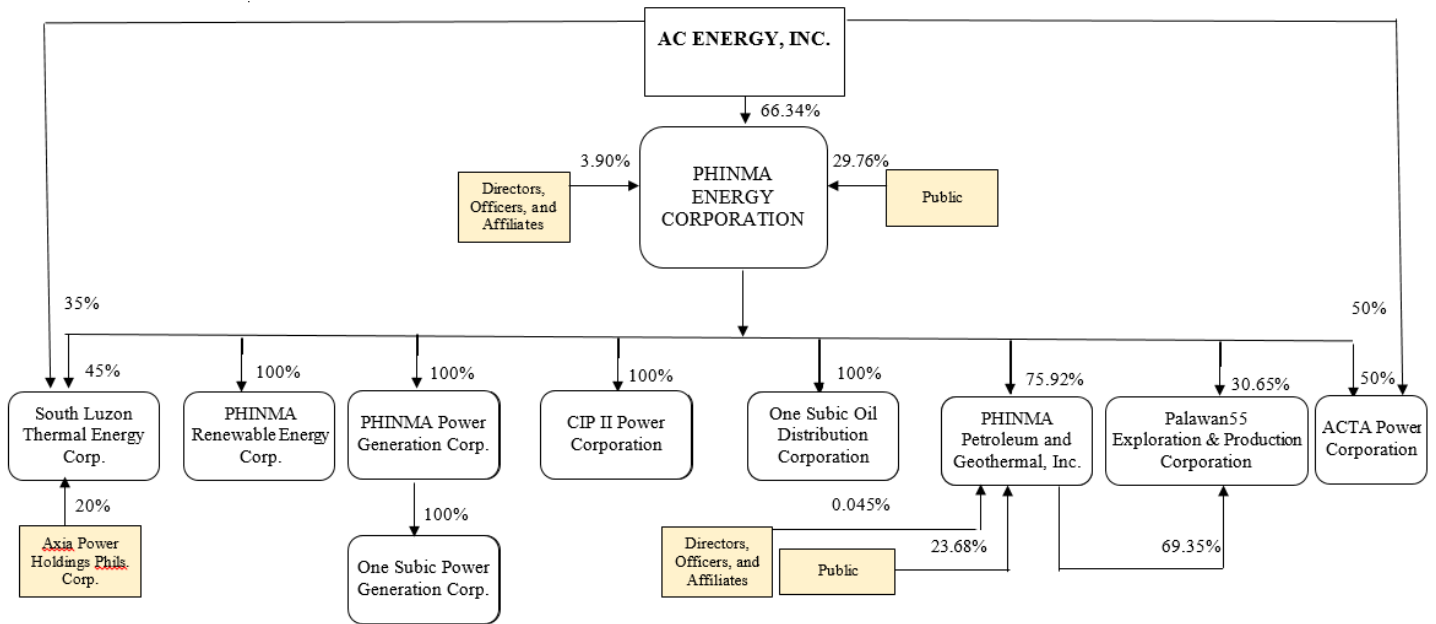 AC ENERGY, INC.
66.34%
3.90%
29.76%
Directors,
Officers, and
Affiliates
PHINMA
ENERGY
CORPORATION
Public
35%
50%
45%
100%
100%
100%
100%
75.92%
30.65%
50%
South Luzon
Thermal Energy
Corp.
PHINMA
Renewable Energy
Corp.
PHINMA Power
Generation Corp.
CIP II Power
Corporation
One Subic Oil
Distribution
Corporation
PHINMA
Petroleum and
Geothermal, Inc.
Palawan55
Exploration & Production
Corporation
ACTA Power
Corporation
20%
100%
0.045%
23.68%
69.35%
Axia Power
Holdings Phils.
Corp.
One Subic Power
Generation Corp.
Directors,
Officers, and
Affiliates
Public